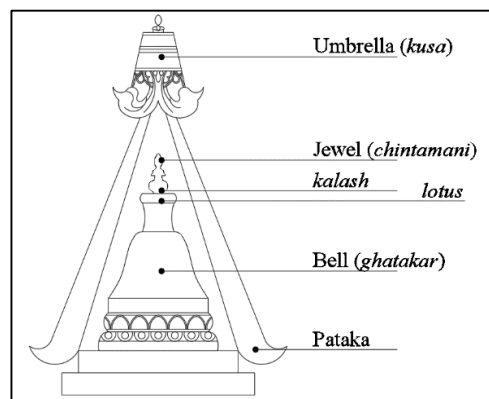 Umbrella (kusa)
Jewel (chintamani)
kalash
lotus
Bell (ghatakar)
Pataka